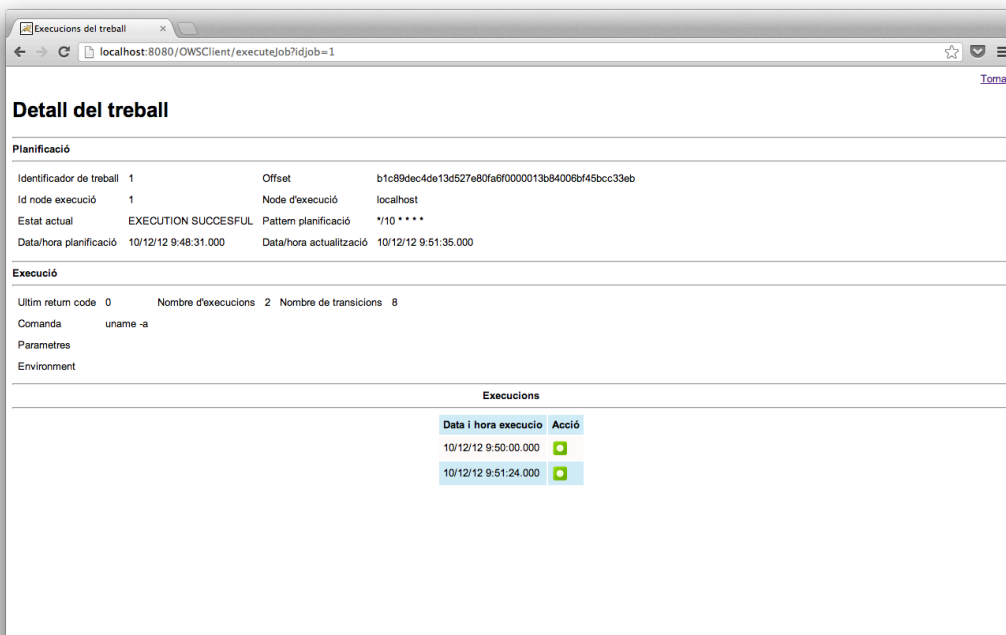 Execucions del treball
localhost:8080/OWSClient/executeJob?idjob=1
Torna
Detall del treball
Planificació
Identificador de treball 1 Offset b1c89dec4de13d527e80fa6f0000013b84006bf45bcc33eb
Id node execució 1 Node d'execució localhost
Estat actual EXECUTION SUCCESFUL Pattern planificació */10 * * * *
Data/hora planificació 10/12/12 9:48:31.000 Data/hora actualització 10/12/12 9:51:35.000
Execució
Ultim return code 0 Nombre d'execucions 2 Nombre de transicions 8
Comanda uname -a
Parametres
Environment
Execucions
Data i hora execucio Acció
10/12/12 9:50:00.000
10/12/12 9:51:24.000